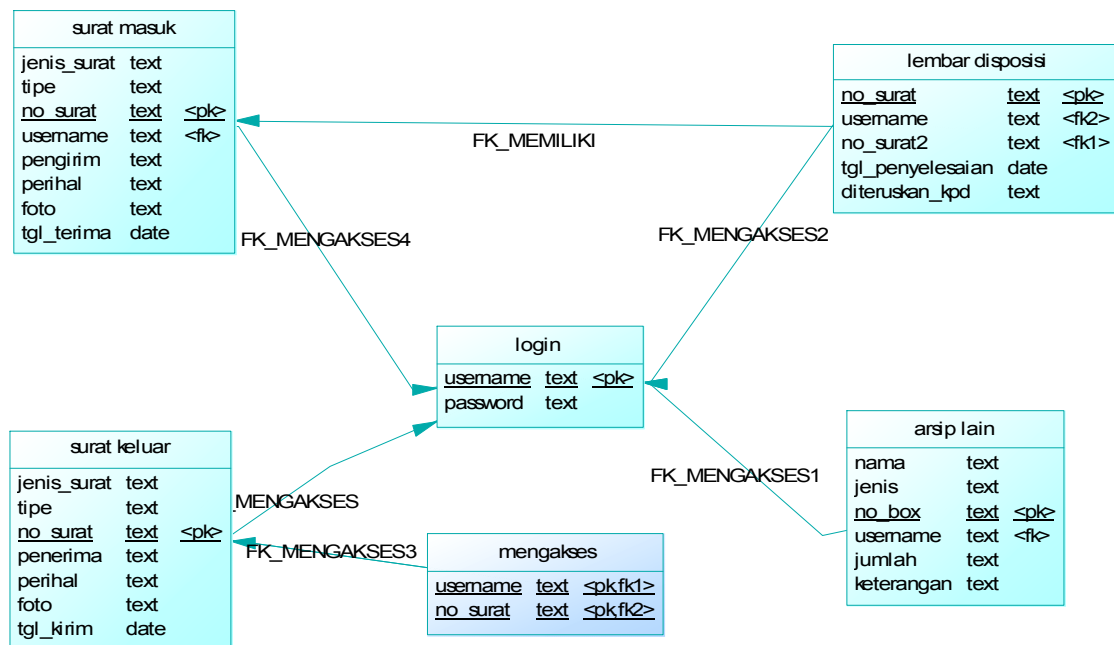 surat masuk
jenis_surat text
tipe text
no_surat text <pk>
username text <fk>
pengirim text
perihal text
foto text
tgl_terima date
lembar disposisi
no_surat text <pk>
username text <fk2>
no_surat2 text <fk1>
tgl_penyelesaian date
diteruskan_kpd text
FK_MEMILIKI
FK_MENGAKSES4
FK_MENGAKSES2
login
username text <pk>
password text
surat keluar
jenis_surat text
tipe text
no_surat text <pk>
penerima text
perihal text
foto text
tgl_kirim date
_MENGAKSES
FK_MENGAKSES3
mengakses
username text <pk,fk1>
no_surat text <pk,fk2>
FK_MENGAKSES1
arsip lain
nama text
jenis text
no_box text <pk>
username text <fk>
jumlah text
keterangan text